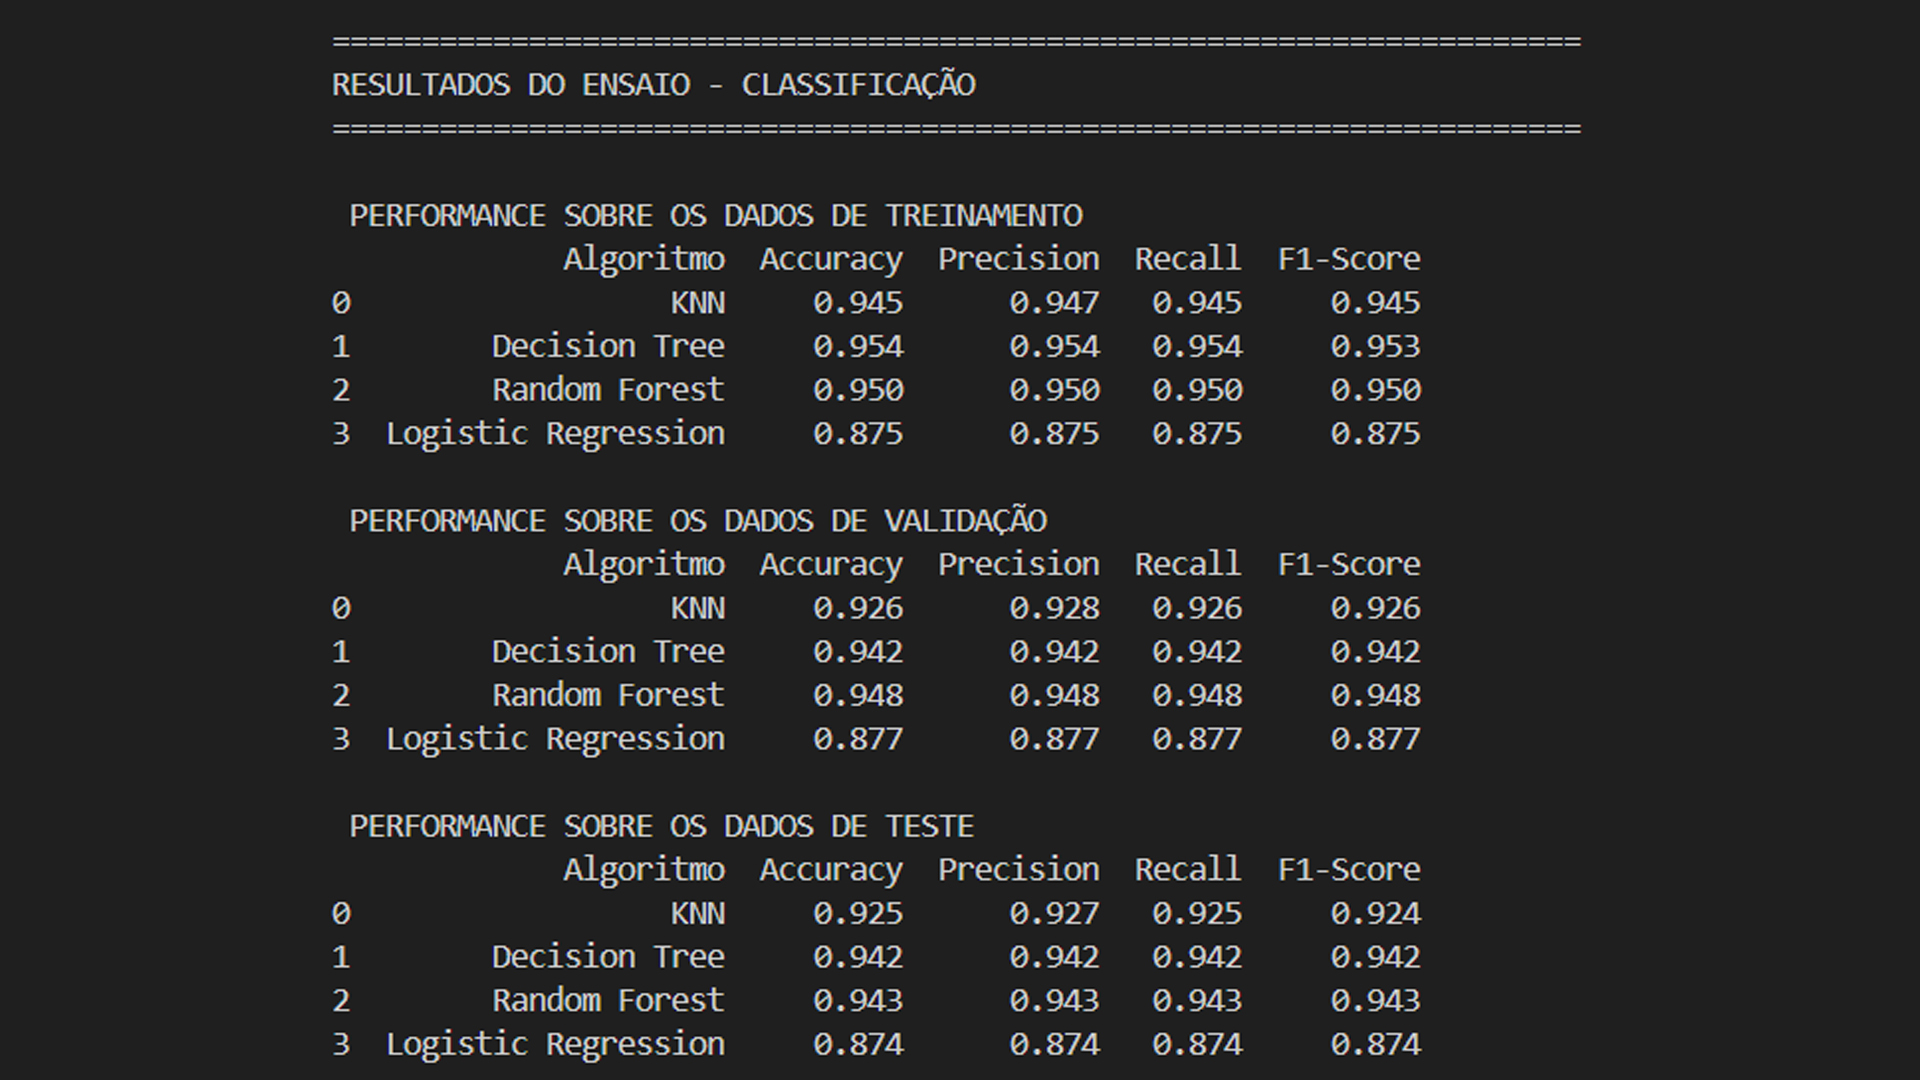 ======================================================================
RESULTADOS DO ENSAIO - CLASSIFICAÇÃO
======================================================================
PERFORMANCE SOBRE OS DADOS DE TREINAMENTO
Algoritmo Accuracy Precision Recall F1-Score
0 KNN 0.945 0.947 0.945 0.945
1 Decision Tree 0.954 0.954 0.954 0.953
2 Random Forest 0.950 0.950 0.950 0.950
3 Logistic Regression 0.875 0.875 0.875 0.875
PERFORMANCE SOBRE OS DADOS DE VALIDAÇÃO
Algoritmo Accuracy Precision Recall F1-Score
0 KNN 0.926 0.928 0.926 0.926
1 Decision Tree 0.942 0.942 0.942 0.942
2 Random Forest 0.948 0.948 0.948 0.948
3 Logistic Regression 0.877 0.877 0.877 0.877
PERFORMANCE SOBRE OS DADOS DE TESTE
Algoritmo Accuracy Precision Recall F1-Score
0 KNN 0.925 0.927 0.925 0.924
1 Decision Tree 0.942 0.942 0.942 0.942
2 Random Forest 0.943 0.943 0.943 0.943
3 Logistic Regression 0.874 0.874 0.874 0.874